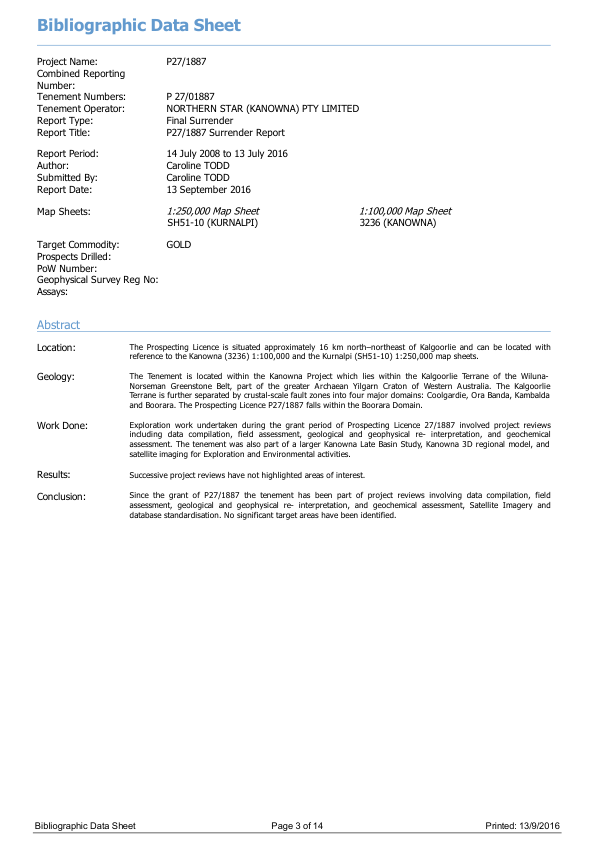 Bibliographic Data Sheet
Project Name: P27/1887
Combined Reporting
Number:
Tenement Numbers: P 27/01887
Tenement Operator: NORTHERN STAR (KANOWNA) PTY LIMITED
Report Type: Final Surrender
Report Title: P27/1887 Surrender Report
Report Period: 14 July 2008 to 13 July 2016
Author: Caroline TODD
Submitted By: Caroline TODD
Report Date: 13 September 2016
Map Sheets: 1:250,000 Map Sheet 1:100,000 Map Sheet
SH51-10 (KURNALPI) 3236 (KANOWNA)
Target Commodity: GOLD
Prospects Drilled:
PoW Number:
Geophysical Survey Reg No:
Assays:
Abstract
Location: The Prospecting Licence is situated approximately 16 km north–northeast of Kalgoorlie and can be located with
reference to the Kanowna (3236) 1:100,000 and the Kurnalpi (SH51-10) 1:250,000 map sheets.
Geology: The Tenement is located within the Kanowna Project which lies within the Kalgoorlie Terrane of the Wiluna-
Norseman Greenstone Belt, part of the greater Archaean Yilgarn Craton of Western Australia. The Kalgoorlie
Terrane is further separated by crustal-scale fault zones into four major domains: Coolgardie, Ora Banda, Kambalda
and Boorara. The Prospecting Licence P27/1887 falls within the Boorara Domain.
Work Done: Exploration work undertaken during the grant period of Prospecting Licence 27/1887 involved project reviews
including data compilation, field assessment, geological and geophysical re- interpretation, and geochemical
assessment. The tenement was also part of a larger Kanowna Late Basin Study, Kanowna 3D regional model, and
satellite imaging for Exploration and Environmental activities.
Results: Successive project reviews have not highlighted areas of interest.
Conclusion: Since the grant of P27/1887 the tenement has been part of project reviews involving data compilation, field
assessment, geological and geophysical re- interpretation, and geochemical assessment, Satellite Imagery and
database standardisation. No significant target areas have been identified.
Bibliographic Data Sheet Page 3 of 14 Printed: 13/9/2016